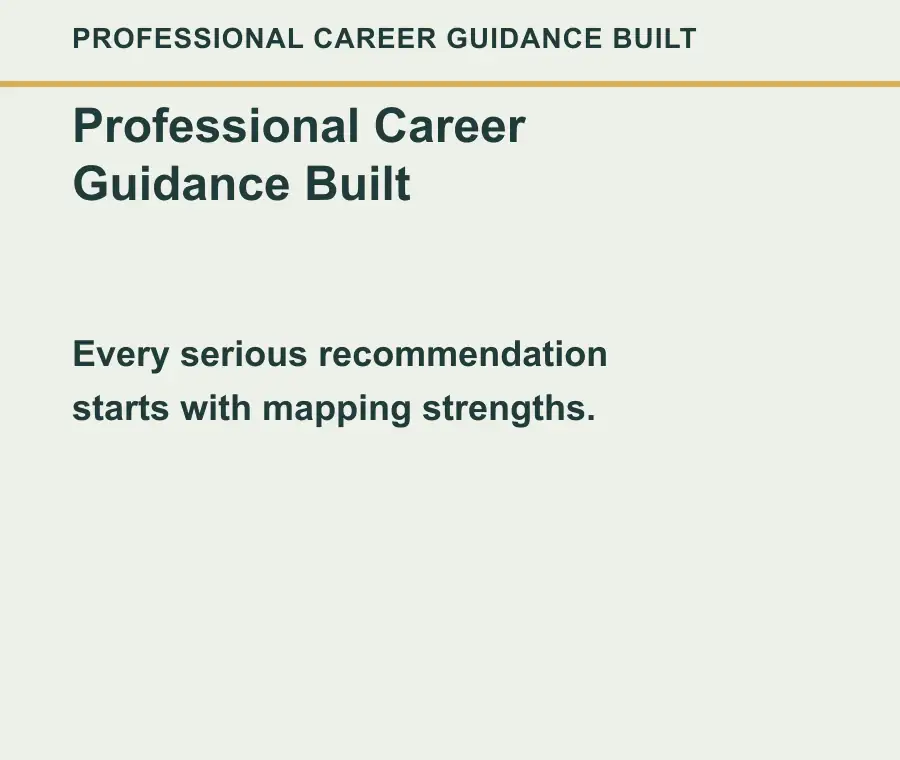 PROFESSIONAL CAREER GUIDANCE BUILT
Professional Career
Guidance Built
Every serious recommendation
starts with mapping strengths.